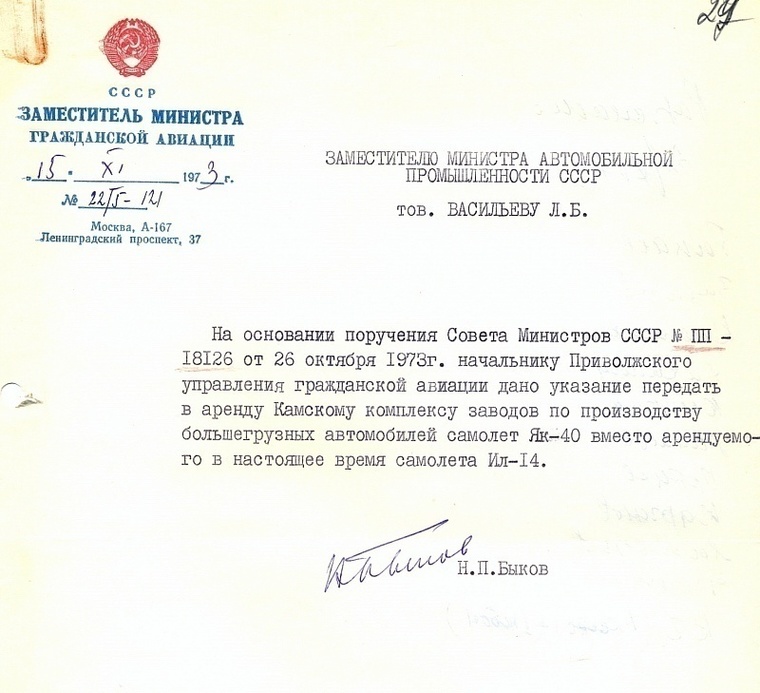 29
СССР
ЗАМЕСТИТЕЛЬ МИНИСТРА
ГРАЖДАНСКОЙ АВИАЦИИ
„15" XI 1973 г.
№ 22/5-121
Москва, А-167
Ленинградский проспект, 37
ЗАМЕСТИТЕЛЮ МИНИСТРА АВТОМОБИЛЬНОЙ
ПРОМЫШЛЕННОСТИ СССР
тов. ВАСИЛЬЕВУ Л.Б.
На основании поручения Совета Министров СССР № ПП -
18126 от 26 октября 1973г. начальнику Приволжского
управления гражданской авиации дано указание передать
в аренду Камскому комплексу заводов по производству
большегрузных автомобилей самолет Як-40 вместо арендуемо-
го в настоящее время самолета Ил-14.
Н.П.Быков